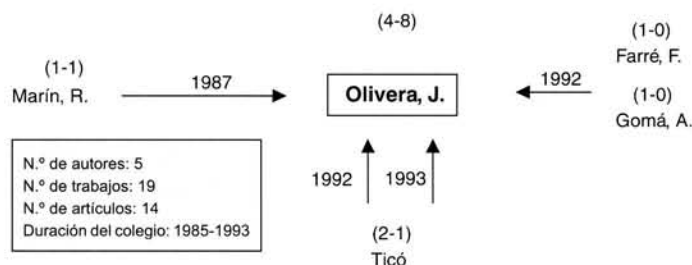 (4-8)
(1-0)
Farré, F.
(1-1)
Marín, R.
1987
Olivera, J.
1992
(1-0)
Gomá, A.
N.º de autores: 5
N.º de trabajos: 19
N.º de artículos: 14
Duración del colegio: 1985-1993
1992
1993
(2-1)
Ticó